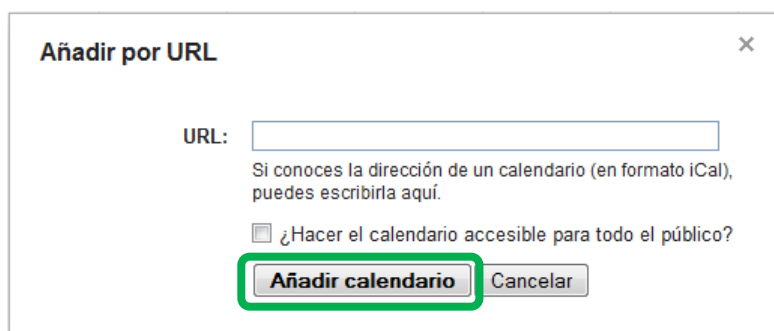 Añadir por URL
×
URL:
Si conoces la dirección de un calendario (en formato iCal),
puedes escribirla aquí.
¿Hacer el calendario accesible para todo el público?
Añadir calendario Cancelar